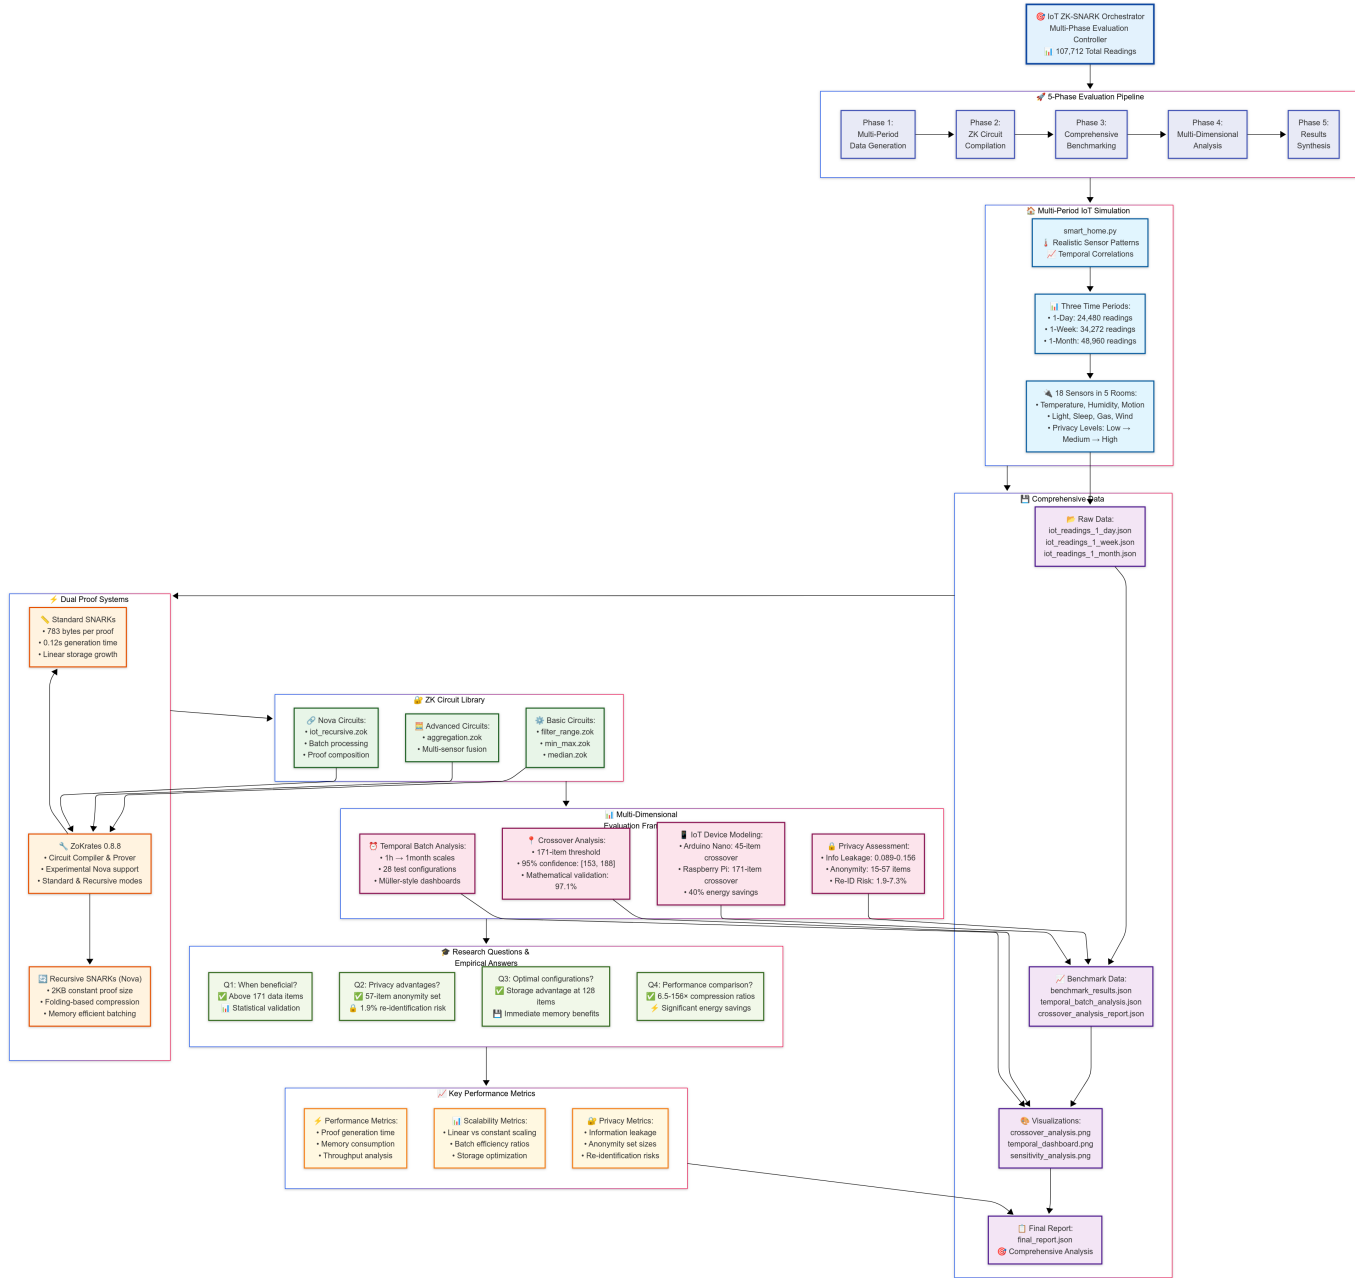 🎯 IoT ZK-SNARK Orchestrator
Multi-Phase Evaluation
Controller
📊 107,712 Total Readings
🚀 5-Phase Evaluation Pipeline
Phase 1:
Multi-Period
Data Generation
Phase 2:
ZK Circuit
Compilation
Phase 3:
Comprehensive
Benchmarking
Phase 4:
Multi-Dimensional
Analysis
Phase 5:
Results
Synthesis
🏠 Multi-Period IoT Simulation
smart_home.py
🌡️ Realistic Sensor Patterns
📈 Temporal Correlations
📊 Three Time Periods:
• 1-Day: 24,480 readings
• 1-Week: 34,272 readings
• 1-Month: 48,960 readings
🔌 18 Sensors in 5 Rooms:
• Temperature, Humidity, Motion
• Light, Sleep, Gas, Wind
• Privacy Levels: Low →
Medium → High
💾 Comprehensive Data
📂 Raw Data:
iot_readings_1_day.json
iot_readings_1_week.json
iot_readings_1_month.json
⚡ Dual Proof Systems
📏 Standard SNARKs
• 783 bytes per proof
• 0.12s generation time
• Linear storage growth
🔐 ZK Circuit Library
🔗 Nova Circuits:
• iot_recursive.zok
• Batch processing
• Proof composition
🧮 Advanced Circuits:
• aggregation.zok
• Multi-sensor fusion
⚙️ Basic Circuits:
• filter_range.zok
• min_max.zok
• median.zok
🔧 ZoKrates 0.8.8
• Circuit Compiler & Prover
• Experimental Nova support
• Standard & Recursive modes
🔄 Recursive SNARKs (Nova)
• 2KB constant proof size
• Folding-based compression
• Memory efficient batching
📊 Multi-Dimensional
Evaluation
⏰ Temporal Batch Analysis:
• 1h → 1month scales
• 28 test configurations
• Müller-style dashboards
📍 Crossover Analysis:
• 171-item threshold
• 95% confidence: [153, 188]
• Mathematical validation:
97.1%
📱 IoT Device Modeling:
• Arduino Nano: 45-item
crossover
• Raspberry Pi: 171-item
crossover
• 40% energy savings
🔒 Privacy Assessment:
• Info Leakage: 0.089-0.156
• Anonymity: 15-57 items
• Re-ID Risk: 1.9-7.3%
🎓 Research Questions &
Empirical Answers
Q1: When beneficial?
✅ Above 171 data items
📊 Statistical validation
Q2: Privacy advantages?
✅ 57-item anonymity set
🔒 1.9% re-identification risk
Q3: Optimal configurations?
✅ Storage advantage at 128
items
💾 Immediate memory benefits
Q4: Performance comparison?
✅ 6.5-156× compression ratios
⚡ Significant energy savings
📈 Benchmark Data:
benchmark_results.json
temporal_batch_analysis.json
crossover_analysis_report.json
📈 Key Performance Metrics
⚡ Performance Metrics:
• Proof generation time
• Memory consumption
• Throughput analysis
📊 Scalability Metrics:
• Linear vs constant scaling
• Batch efficiency ratios
• Storage optimization
🔐 Privacy Metrics:
• Information leakage
• Anonymity set sizes
• Re-identification risks
🎨 Visualizations:
crossover_analysis.png
temporal_dashboard.png
sensitivity_analysis.png
📋 Final Report:
final_report.json
🎯 Comprehensive Analysis